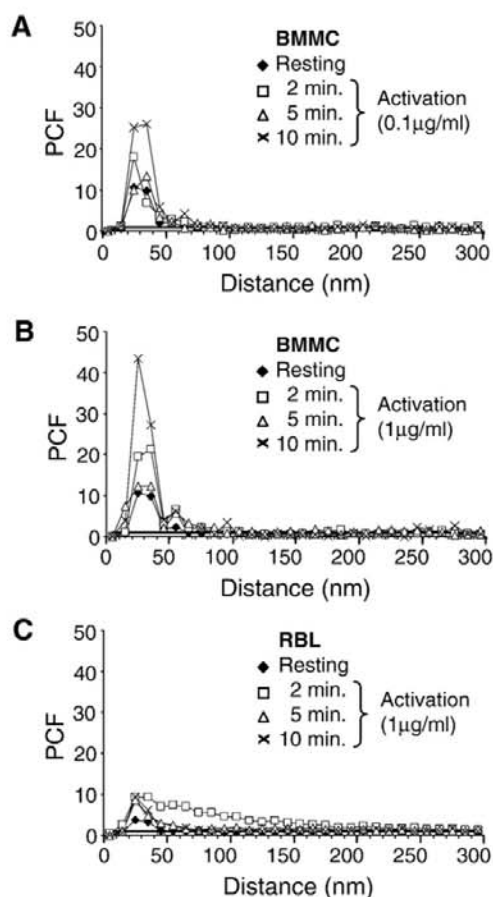 A
BMMC
Resting
2 min.
5 min.
10 min.
Activation
(0.1µg/ml)
PCF
50
40
30
20
10
0
0 50 100 150 200 250 300
Distance (nm)
B
BMMC
Resting
2 min.
5 min.
10 min.
Activation
(1µg/ml)
PCF
50
40
30
20
10
0
0 50 100 150 200 250 300
Distance (nm)
C
RBL
Resting
2 min.
5 min.
10 min.
Activation
(1µg/ml)
PCF
50
40
30
20
10
0
0 50 100 150 200 250 300
Distance (nm)